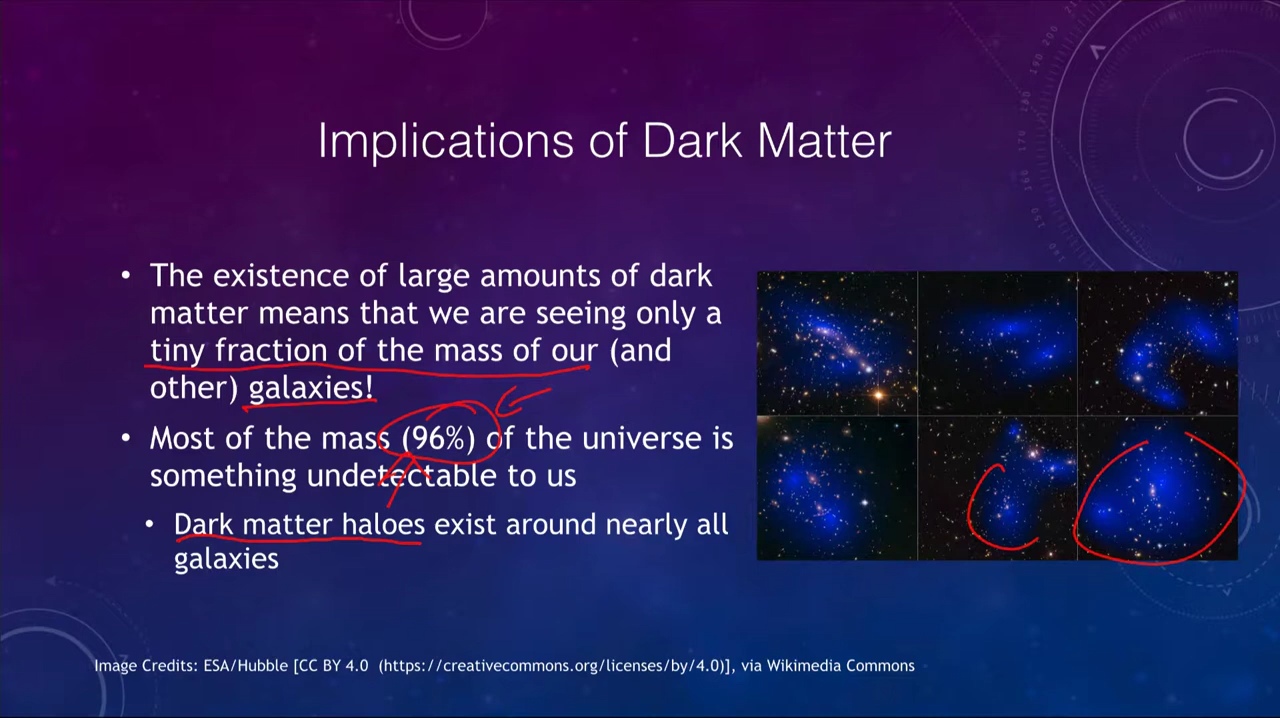 Implications of Dark Matter
• The existence of large amounts of dark
matter means that we are seeing only a
tiny fraction of the mass of our (and
other) galaxies!
• Most of the mass (96%) of the universe is
something undetectable to us
• Dark matter haloes exist around nearly all
galaxies
Image Credits: ESA/Hubble [CC BY 4.0 (https://creativecommons.org/licenses/by/4.0)], via Wikimedia Commons